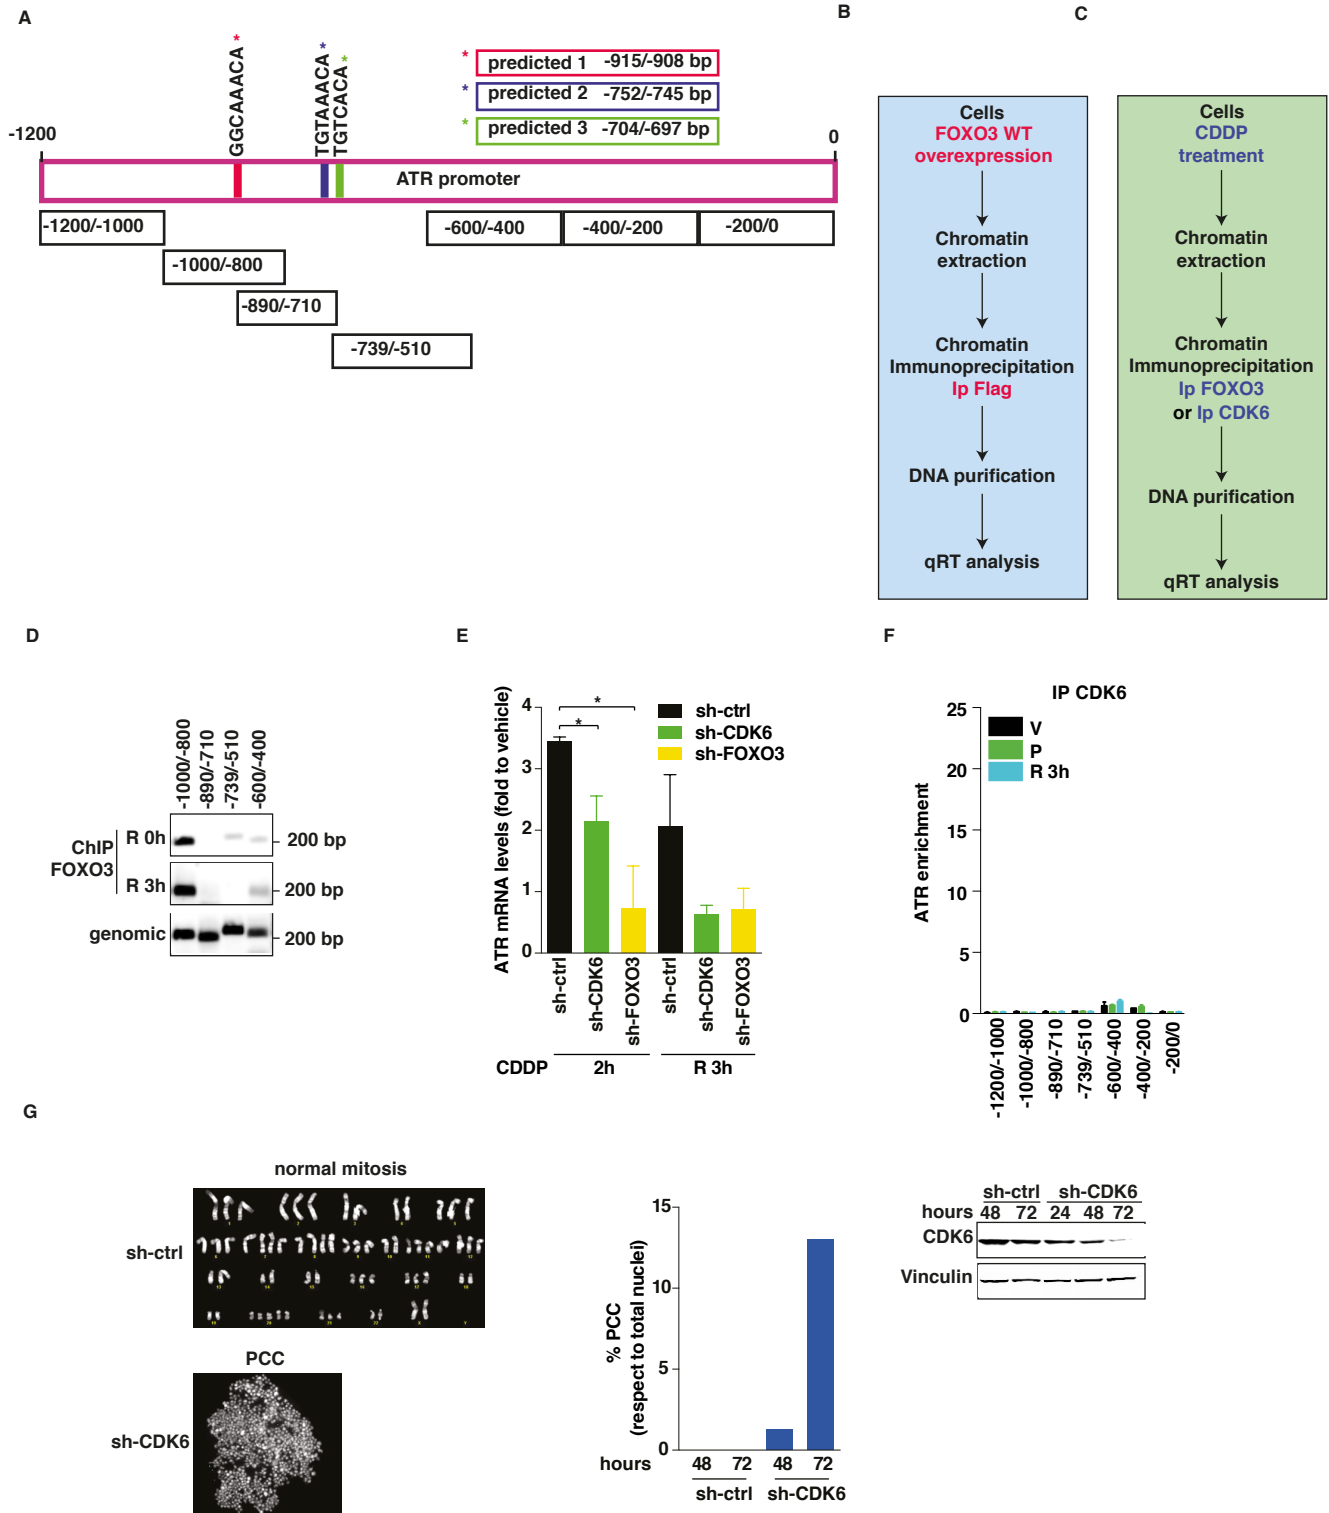 A
GGCAAACA *
TGTAAACA *
TGTCACA *
* predicted 1 -915/-908 bp
* predicted 2 -752/-745 bp
* predicted 3 -704/-697 bp
-1200
0
ATR promoter
-1200/-1000
-600/-400
-400/-200
-200/0
-1000/-800
-890/-710
-739/-510
B
Cells
FOXO3 WT
overexpression
Chromatin
extraction
Chromatin
Immunoprecipitation
Ip Flag
DNA purification
qRT analysis
C
Cells
CDDP
treatment
Chromatin
extraction
Chromatin
Immunoprecipitation
Ip FOXO3
or Ip CDK6
DNA purification
qRT analysis
D
-1000/-800
-890/-710
-739/-510
-600/-400
ChIP
FOXO3
R 0h
200 bp
R 3h
200 bp
genomic
200 bp
E
ATR mRNA levels (fold to vehicle)
4
3
2
1
0
*
*
sh-ctrl
sh-CDK6
sh-FOXO3
sh-ctrl
sh-CDK6
sh-FOXO3
sh-ctrl
sh-CDK6
sh-FOXO3
CDDP 2h R 3h
F
IP CDK6
ATR enrichment
25
20
15
10
5
0
V
P
R 3h
-1200/-1000
-1000/-800
-890/-710
-739/-510
-600/-400
-400/-200
-200/0
G
normal mitosis
sh-ctrl
PCC
sh-CDK6
% PCC
(respect to total nuclei)
15
10
5
0
hours 48 72 48 72
sh-ctrl sh-CDK6
sh-ctrl sh-CDK6
hours 48 72 24 48 72
CDK6
Vinculin